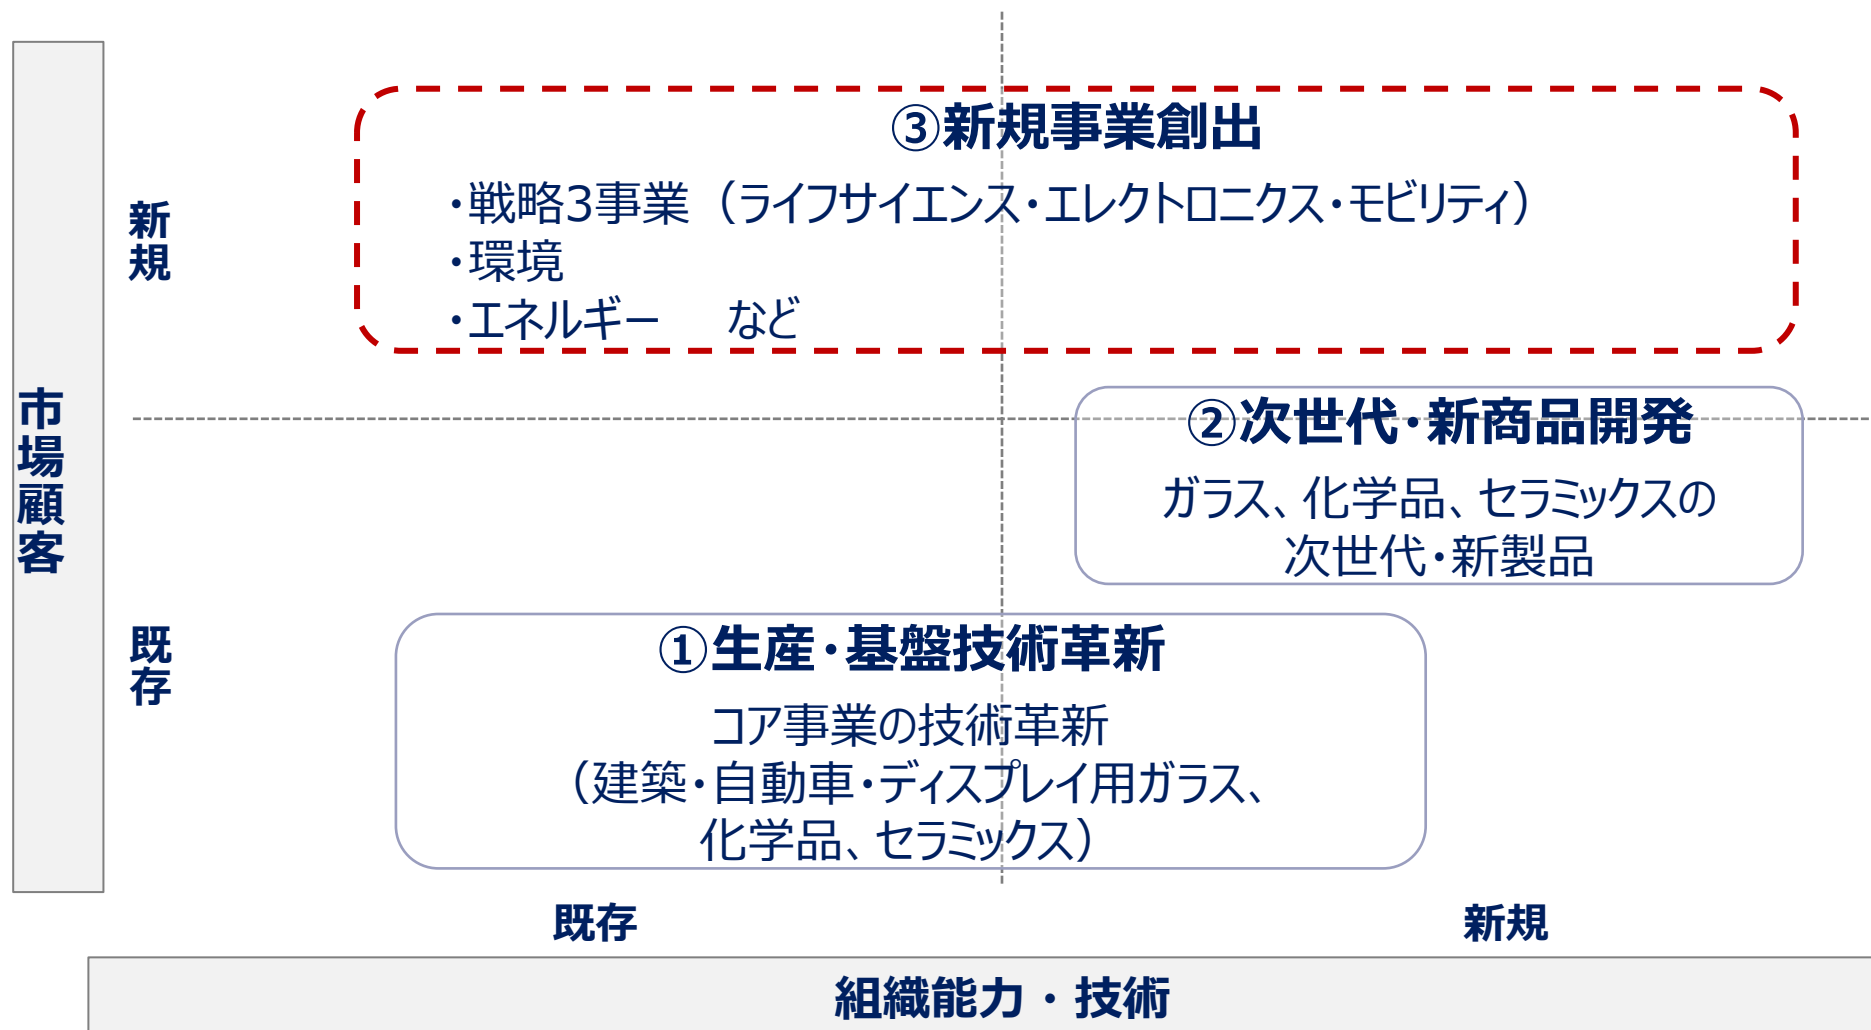 ③新規事業創出
・戦略3事業（ライフサイエンス・エレクトロニクス・モビリティ）
・環境
・エネルギー　など
新規
市場顧客
②次世代・新商品開発
ガラス、化学品、セラミックスの
次世代・新製品
既存
①生産・基盤技術革新
コア事業の技術革新
（建築・自動車・ディスプレイ用ガラス、
化学品、セラミックス）
既存
新規
組織能力・技術